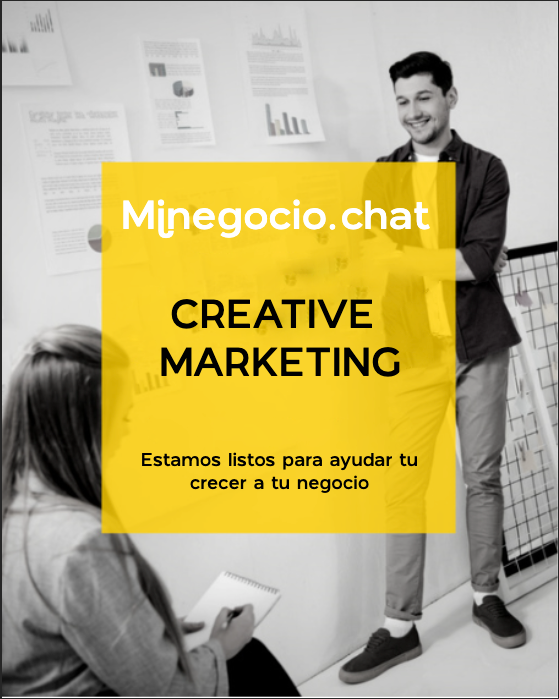 Minegocio.chat
CREATIVE
MARKETING
Estamos listos para ayudar tu
crecer a tu negocio